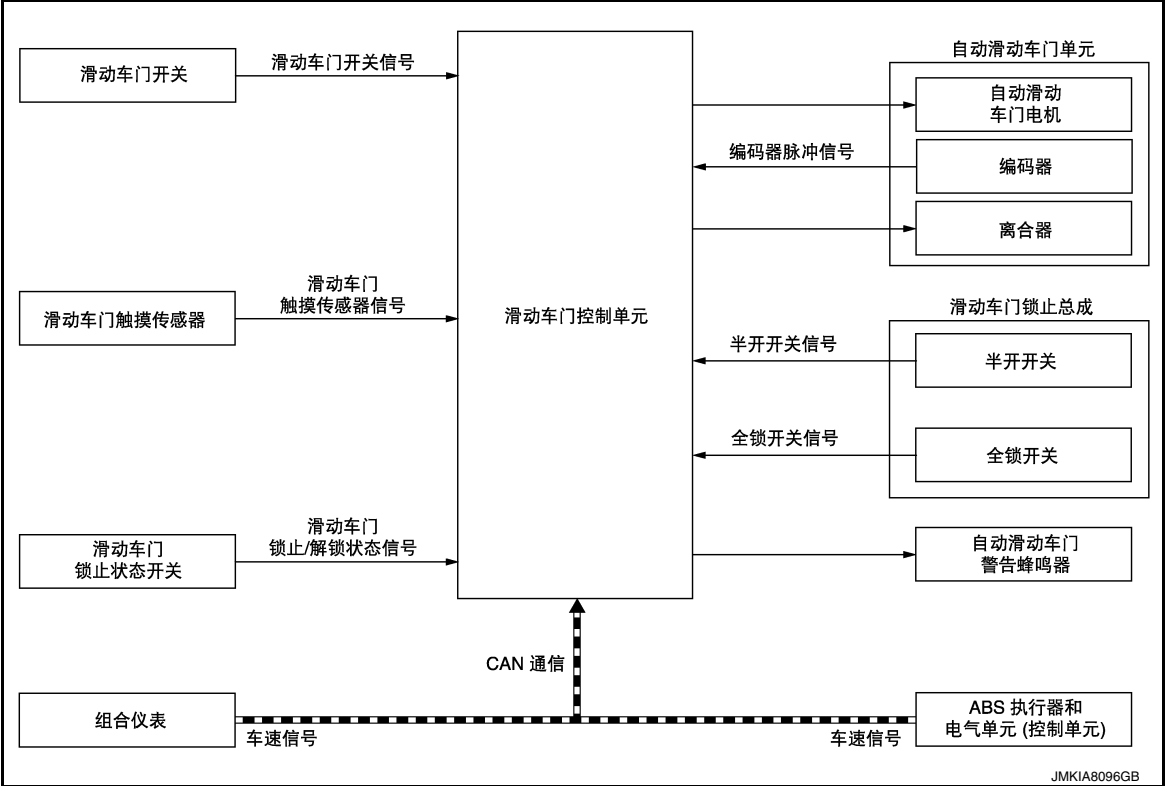 滑动车门开关
滑动车门开关信号
自动滑动车门单元
自动滑动
车门电机
编码器脉冲信号
编码器
离合器
滑动车门触摸传感器
滑动车门
触摸传感器信号
滑动车门控制单元
滑动车门锁止总成
半开开关信号
半开开关
全锁开关信号
全锁开关
滑动车门
锁止状态开关
滑动车门
锁止/解锁状态信号
自动滑动车门
警告蜂鸣器
CAN 通信
组合仪表
车速信号
车速信号
ABS 执行器和
电气单元 (控制单元)
JMKIA8096GB